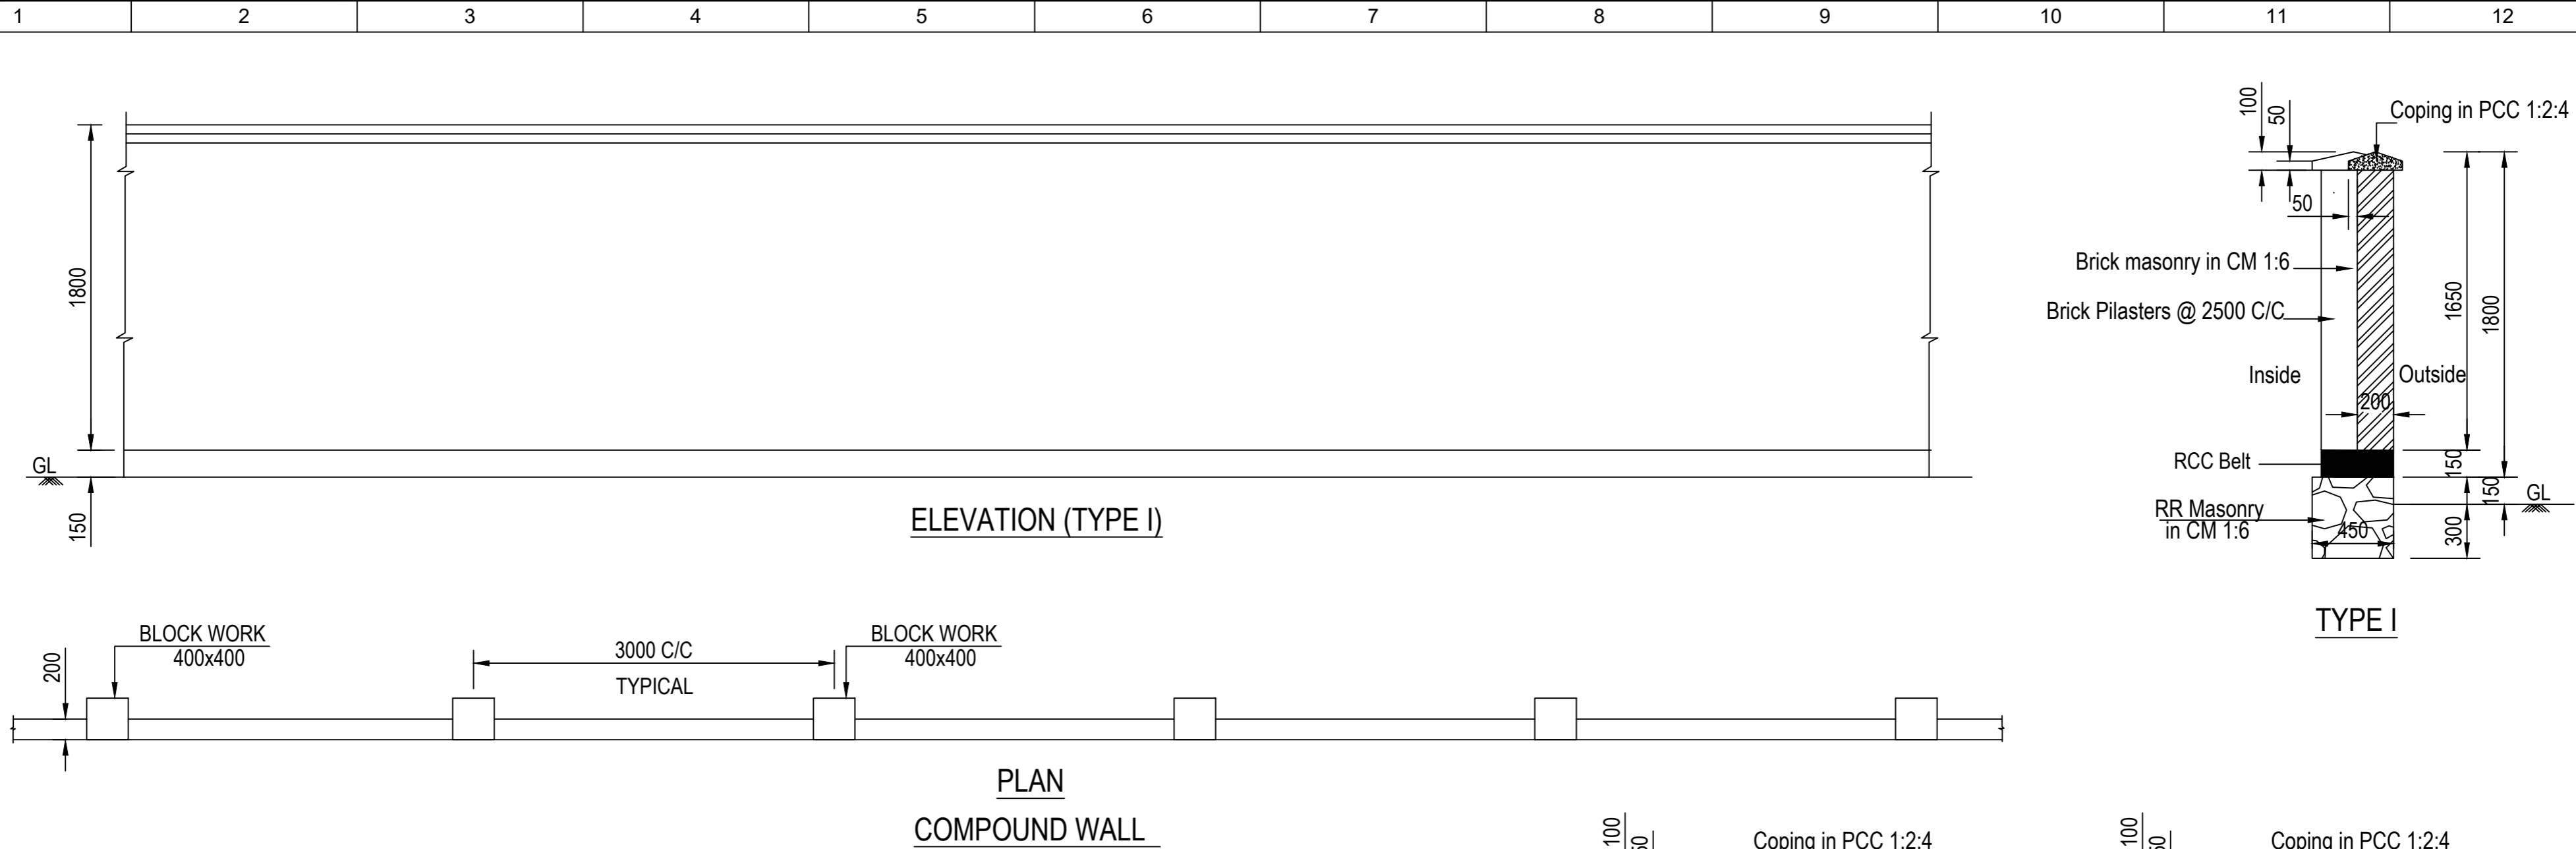 1 2 3 4 5 6 7 8 9 10 11 12
100
50
Coping in PCC 1:2:4
50
1800
Brick masonry in CM 1:6
Brick Pilasters @ 2500 C/C
1650
1800
Inside
Outside
200
GL
RCC Belt
150
150
GL
150
RR Masonry
in CM 1:6
450
300
ELEVATION (TYPE I)
TYPE I
BLOCK WORK
400x400
200
3000 C/C
TYPICAL
BLOCK WORK
400x400
PLAN
COMPOUND WALL
100
Coping in PCC 1:2:4
100
Coping in PCC 1:2:4